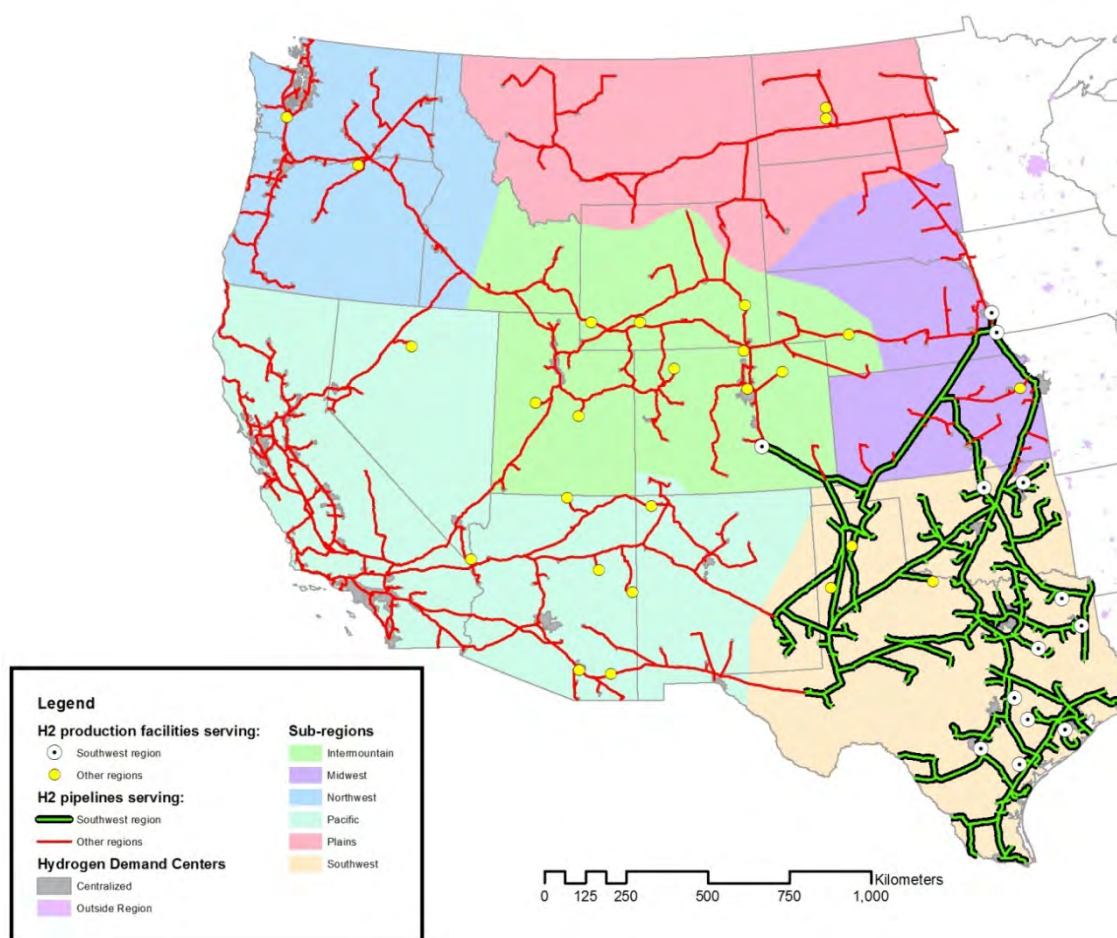 Legend
H2 production facilities serving:
Southwest region
Other regions
H2 pipelines serving:
Southwest region
Other regions
Hydrogen Demand Centers
Centralized
Outside Region
Sub-regions
Intermountain
Midwest
Northwest
Pacific
Plains
Southwest
Kilometers
0 125 250 500 750 1,000